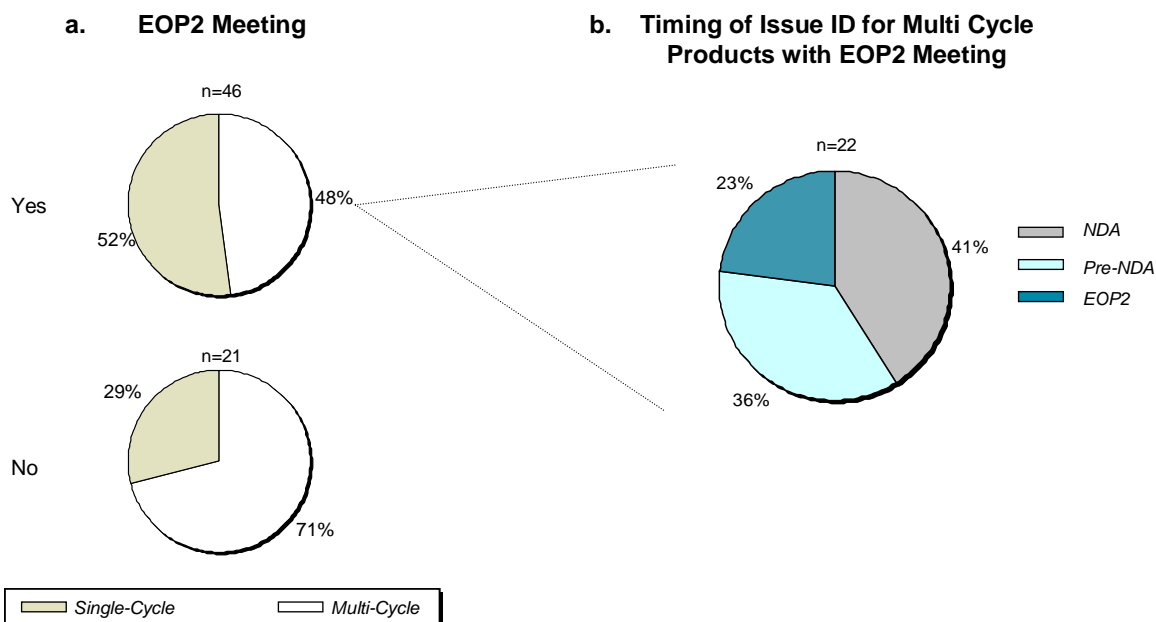 a. EOP2 Meeting
b. Timing of Issue ID for Multi Cycle
Products with EOP2 Meeting
n=46
Yes
48%
52%
n=21
29%
No
71%
Single-Cycle Multi-Cycle
n=22
23%
41%
36%
NDA
Pre-NDA
EOP2